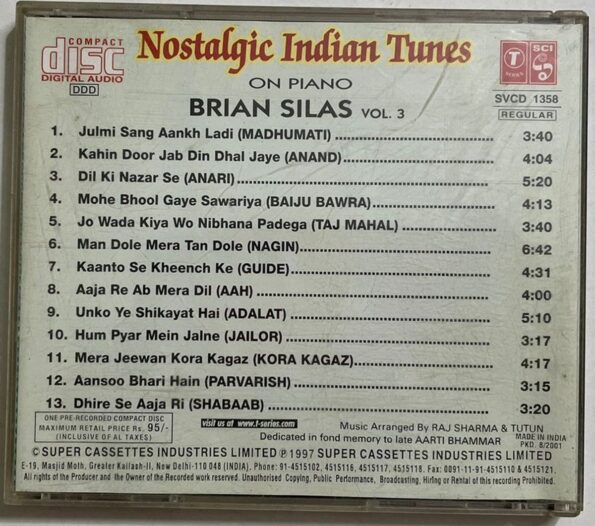 COMPACT
disc
DIGITAL AUDIO
DDD
Nostalgic Indian Tunes
ON PIANO
BRIAN SILAS VOL. 3
T
SERIES
SCI
SVCD 1358
REGULAR
1. Julmi Sang Aankh Ladi (MADHUMATI) 3:40
2. Kahin Door Jab Din Dhal Jaye (ANAND) 4:04
3. Dil Ki Nazar Se (ANARI) 5:20
4. Mohe Bhool Gaye Sawariya (BAIJU BAWRA) 4:13
5. Jo Wada Kiya Wo Nibhana Padega (TAJ MAHAL) 3:40
6. Man Dole Mera Tan Dole (NAGIN) 6:42
7. Kaanto Se Kheench Ke (GUIDE) 4:31
8. Aaja Re Ab Mera Dil (AAH) 4:00
9. Unko Ye Shikayat Hai (ADALAT) 5:10
10. Hum Pyar Mein Jalne (JAILOR) 3:17
11. Mera Jeewan Kora Kagaz (KORA KAGAZ) 4:17
12. Aansoo Bhari Hain (PARVARISH) 3:15
13. Dhire Se Aaja Ri (SHABAAB) 3:20
ONE PRE-RECORDED COMPACT DISC
MAXIMUM RETAIL PRICE Rs. 95/-
(INCLUSIVE OF AL TAXES)
visit us at www.t-series.com
Music Arranged By RAJ SHARMA & TUTUN
Dedicated in fond memory to late AARTI BHAMMAR
MADE IN INDIA
PKD. 8/2001
© SUPER CASSETTES INDUSTRIES LIMITED ℗ 1997 SUPER CASSETTES INDUSTRIES LIMITED
E-19, Masjid Moth, Greater Kailash-II, New Delhi-110 048 (INDIA). Phone: 91-4515102, 4515116, 4515117, 4515118. Fax: 0091-11-91-4515110 & 4515121.
All rights of the Producer and the Owner of the Recorded work reserved. Unauthorised Copying, Public Performance, Broadcasting, Hiring or Rehtal of this recording Prohibited.